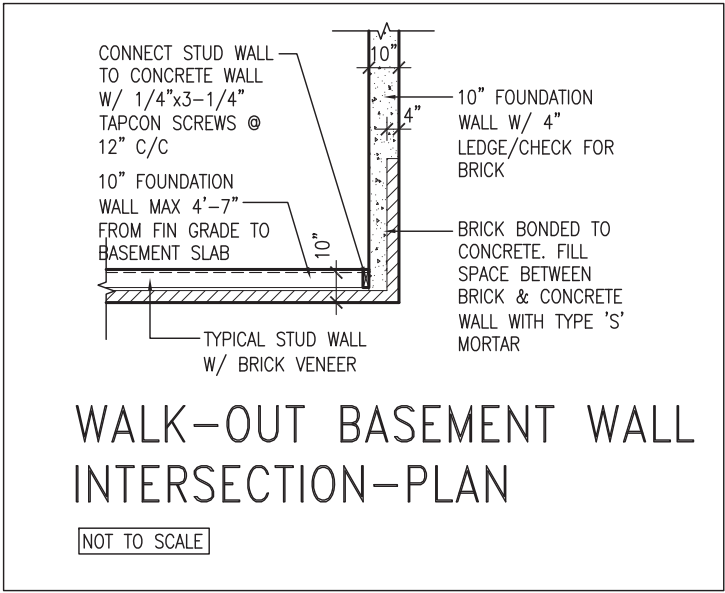 CONNECT STUD WALL
TO CONCRETE WALL
W/ 1/4"x3-1/4"
TAPCON SCREWS @
12" C/C
10" FOUNDATION
WALL MAX 4'-7"
FROM FIN GRADE TO
BASEMENT SLAB
10"
10"
4"
10" FOUNDATION
WALL W/ 4"
LEDGE/CHECK FOR
BRICK
BRICK BONDED TO
CONCRETE. FILL
SPACE BETWEEN
BRICK & CONCRETE
WALL WITH TYPE 'S'
MORTAR
TYPICAL STUD WALL
W/ BRICK VENEER
WALK-OUT BASEMENT WALL
INTERSECTION-PLAN
NOT TO SCALE